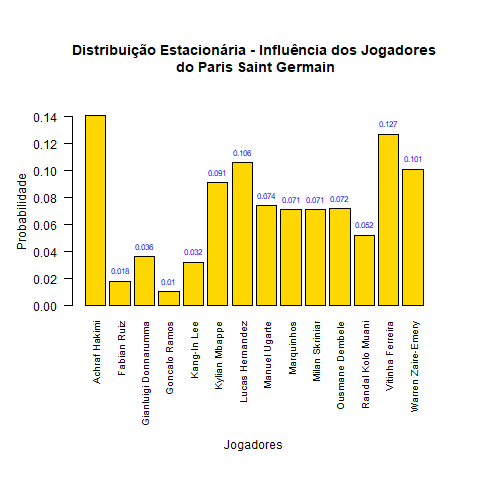 Distribuição Estacionária - Influência dos Jogadores
do Paris Saint Germain
Probabilidade
0.14
0.12
0.10
0.08
0.06
0.04
0.02
0.00
0.018
0.036
0.01
0.032
0.091
0.106
0.074
0.071
0.071
0.072
0.052
0.127
0.101
Achraf Hakimi
Fabian Ruiz
Gianluigi Donnarumma
Goncalo Ramos
Kang-In Lee
Kylian Mbappe
Lucas Hernandez
Manuel Ugarte
Marquinhos
Milan Skriniar
Ousmane Dembele
Randal Kolo Muani
Vitinha Ferreira
Warren Zaire-Emery
Jogadores